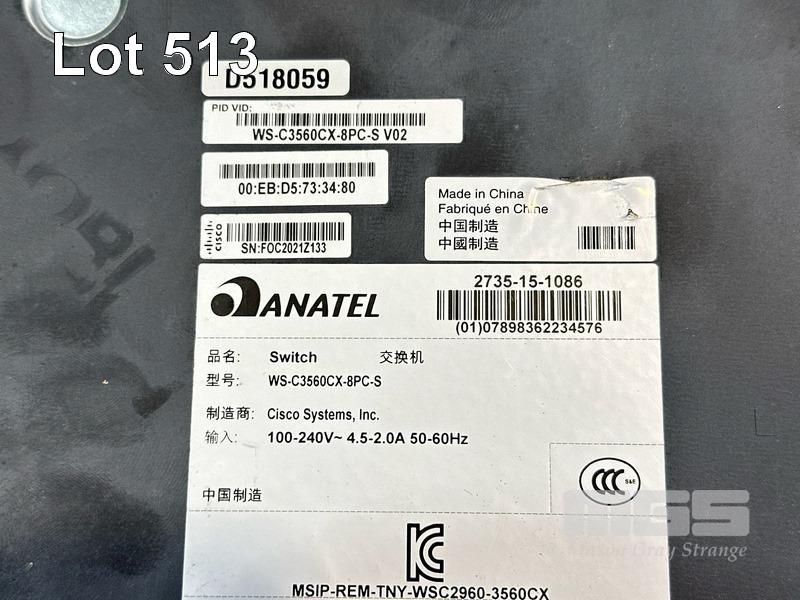 Lot 513
D518059
PID VID:
WS-C3560CX-8PC-S V02
00:EB:D5:73:34:80
cisco
SN:FOC2021Z133
Made in China
Fabriqué en Chine
中国制造
中國製造
ANATEL
2735-15-1086
(01)07898362234576
品名: Switch 交换机
型号: WS-C3560CX-8PC-S
制造商: Cisco Systems, Inc.
输入: 100-240V~ 4.5-2.0A 50-60Hz
中国制造
CCC S&E
MGS
Mason Gray Strange
KC
MSIP-REM-TNY-WSC2960-3560CX